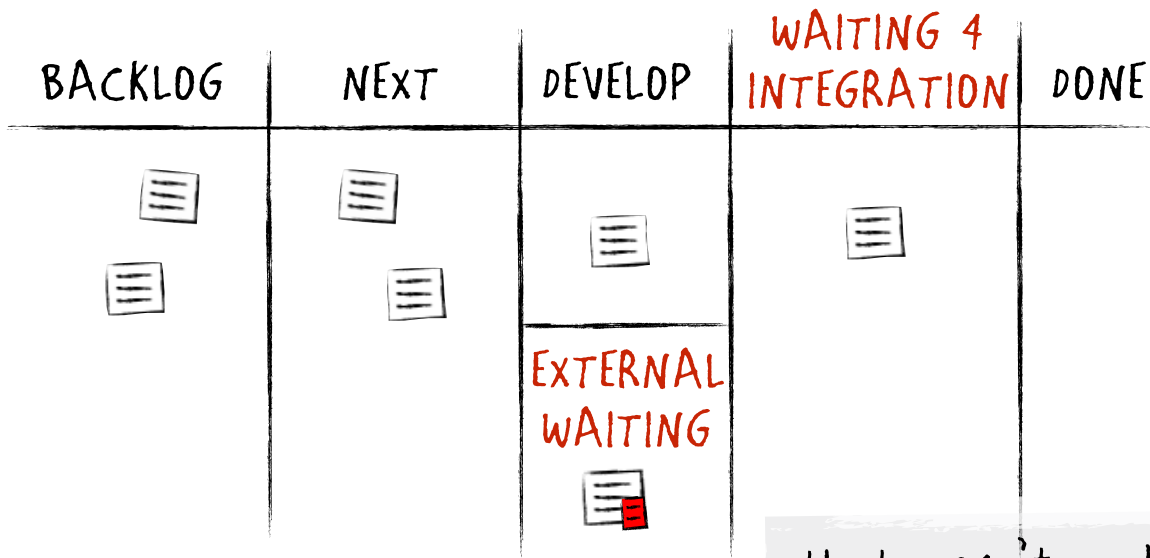 BACKLOG
NEXT
DEVELOP
WAITING 4
INTEGRATION
DONE
EXTERNAL
WAITING